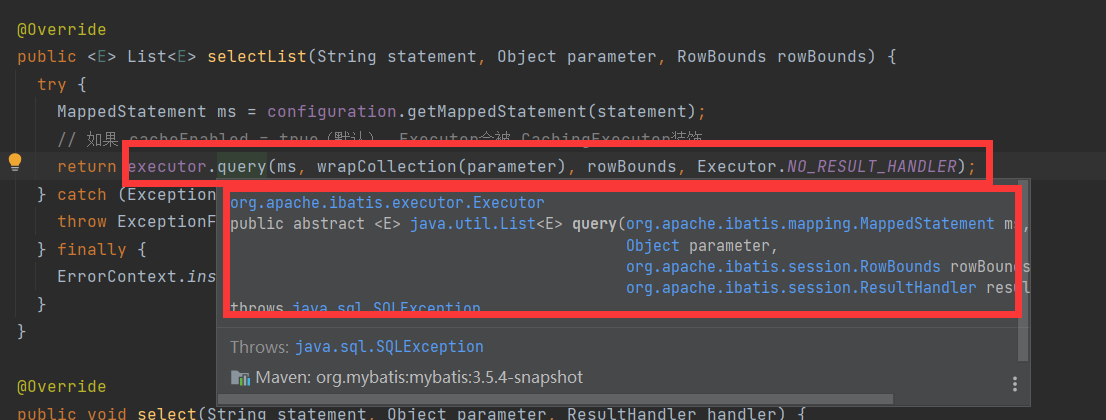 @Override
public <E> List<E> selectList(String statement, Object parameter, RowBounds rowBounds) {
try {
MappedStatement ms = configuration.getMappedStatement(statement);
// 如果 cacheEnabled = true（默认），Executor会被 CachingExecutor装饰
return executor.query(ms, wrapCollection(parameter), rowBounds, Executor.NO_RESULT_HANDLER);
} catch (Exception
org.apache.ibatis.executor.Executor
throw ExceptionF
public abstract <E> java.util.List<E> query(org.apache.ibatis.mapping.MappedStatement ms,
} finally {
Object parameter,
ErrorContext.ins
org.apache.ibatis.session.RowBounds rowBounds
}
org.apache.ibatis.session.ResultHandler resul
throws java.sql.SQLException
}
Throws: java.sql.SQLException
Maven: org.mybatis:mybatis:3.5.4-snapshot
@Override
public void select(String statement, Object parameter, ResultHandler handler) {